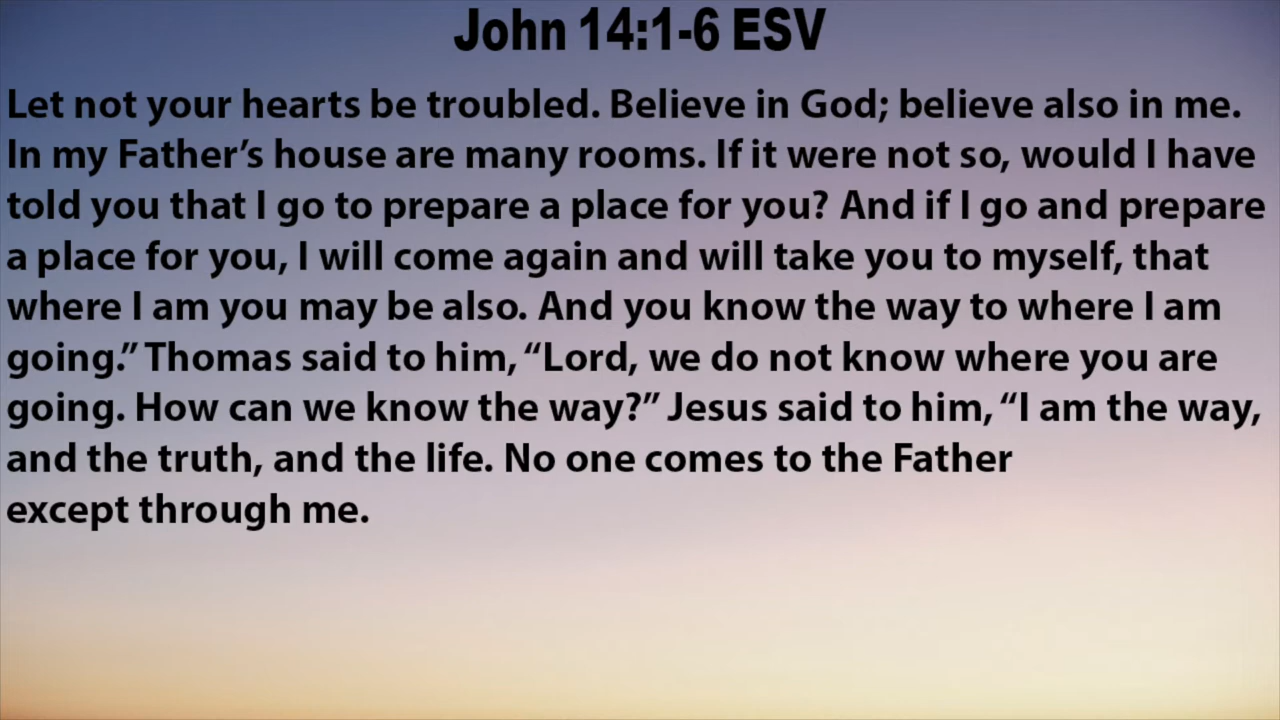 John 14:1-6 ESV
Let not your hearts be troubled. Believe in God; believe also in me.
In my Father’s house are many rooms. If it were not so, would I have
told you that I go to prepare a place for you? And if I go and prepare
a place for you, I will come again and will take you to myself, that
where I am you may be also. And you know the way to where I am
going.” Thomas said to him, “Lord, we do not know where you are
going. How can we know the way?” Jesus said to him, “I am the way,
and the truth, and the life. No one comes to the Father
except through me.